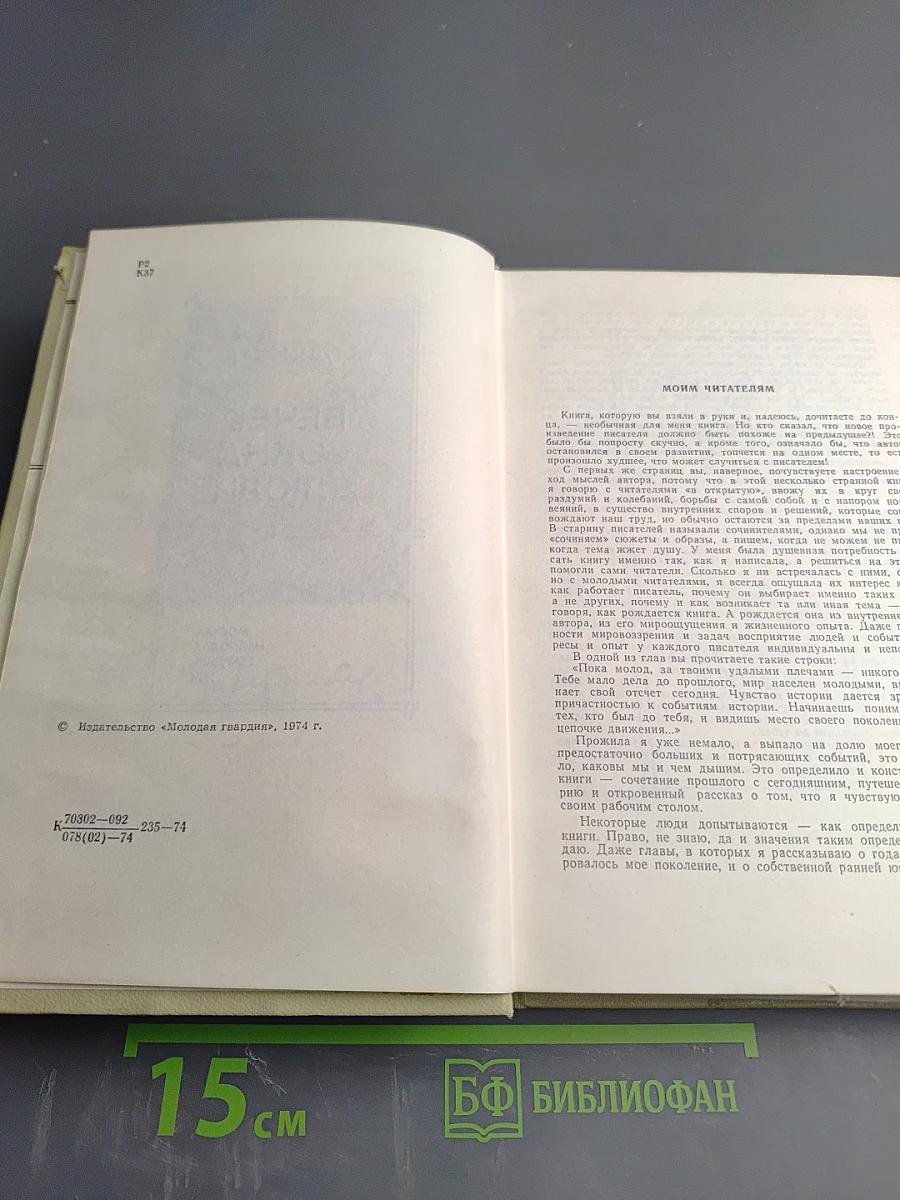 Р2
К37
© Издательство «Молодая гвардия», 1974 г.
К 70302—092
078(02)—74 235—74
МОИМ ЧИТАТЕЛЯМ
Книга, которую вы взяли в руки и, надеюсь, дочитаете до кон-
ца, — необычная для меня книга. Но кто сказал, что новое про-
изведение писателя должно быть похоже на предыдущее?! Это
было бы попросту скучно, а кроме того, означало бы, что авто
остановился в своем развитии, топчется на одном месте, то ест
произошло худшее, что может случиться с писателем!
С первых же страниц вы, наверное, почувствуете настроение
ход мыслей автора, потому что в этой несколько странной кни
я говорю с читателями «в открытую», ввожу их в круг сво
раздумий и колебаний, борьбы с самой собой и с напором но
веяний, в существо внутренних споров и решений, которые соп
вождают наш труд, но обычно остаются за пределами наших к
В старину писателей называли сочинителями, однако мы не пр
«сочиняем» сюжеты и образы, а пишем, когда не можем не пи
когда тема жжет душу. У меня была душевная потребность
сать книгу именно так, как я написала, а решиться на эт
помогли сами читатели. Сколько я ни встречалась с ними, о
но с молодыми читателями, я всегда ощущала их интерес к
как работает писатель, почему он выбирает именно таких
а не других, почему и как возникает та или иная тема —
говоря, как рождается книга. А рождается она из внутренне
автора, из его мироощущения и жизненного опыта. Даже п
ности мировоззрения и задач восприятие людей и событ
ресы и опыт у каждого писателя индивидуальны и непо
В одной из глав вы прочитаете такие строки:
«Пока молод, за твоими удалыми плечами — никого
Тебе мало дела до прошлого, мир населен молодыми, в
нает свой отсчет сегодня. Чувство истории дается зр
причастностью к событиям истории. Начинаешь поним
тех, кто был до тебя, и видишь место своего поколен
цепочке движения...»
Прожила я уже немало, а выпало на долю моег
предостаточно больших и потрясающих событий, это
ло, каковы мы и чем дышим. Это определило и конст
книги — сочетание прошлого с сегодняшним, путеше
рию и откровенный рассказ о том, что я чувствую
своим рабочим столом.
Некоторые люди допытываются — как определ
книги. Право, не знаю, да и значения таким опреде
даю. Даже главы, в которых я рассказываю о года
ровалось мое поколение, и о собственной ранней ю
15 см
БФ БИБЛИОФАН